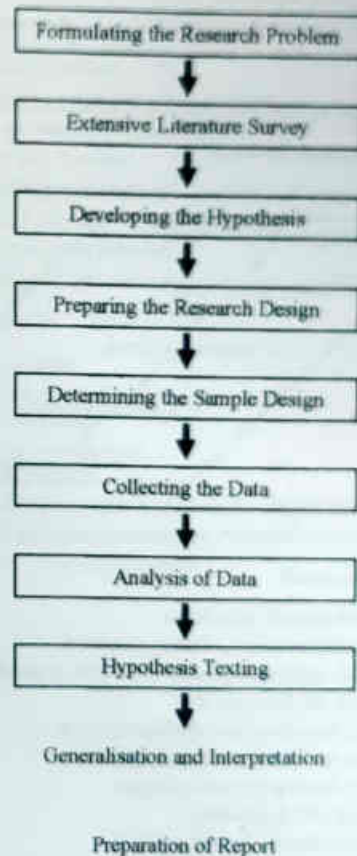 Formulating the Research Problem
Extensive Literature Survey
Developing the Hypothesis
Preparing the Research Design
Determining the Sample Design
Collecting the Data
Analysis of Data
Hypothesis Texting
Generalisation and Interpretation
Preparation of Report